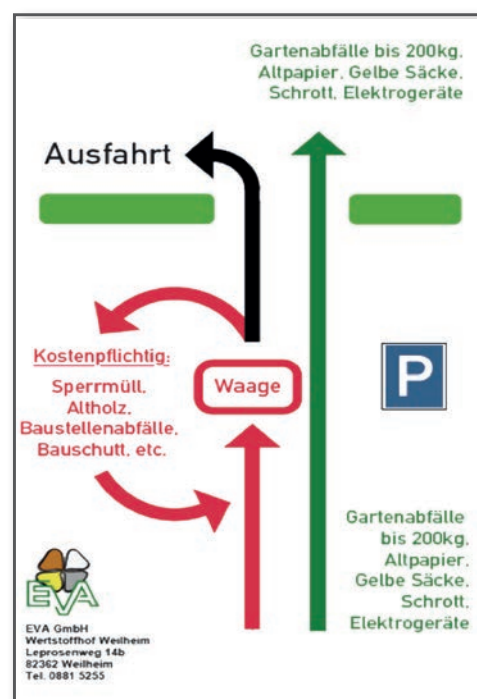 Gartenabfälle bis 200kg,
Altpapier, Gelbe Säcke,
Schrott, Elektrogeräte
Ausfahrt
Kostenpflichtig:
Sperrmüll,
Altholz,
Baustellenabfälle,
Bauschutt, etc.
Waage
P
Gartenabfälle
bis 200kg,
Altpapier,
Gelbe Säcke,
Schrott,
Elektrogeräte
EVA
EVA GmbH
Wertstoffhof Weilheim
Leprosenweg 14b
82362 Weilheim
Tel. 0881 5255